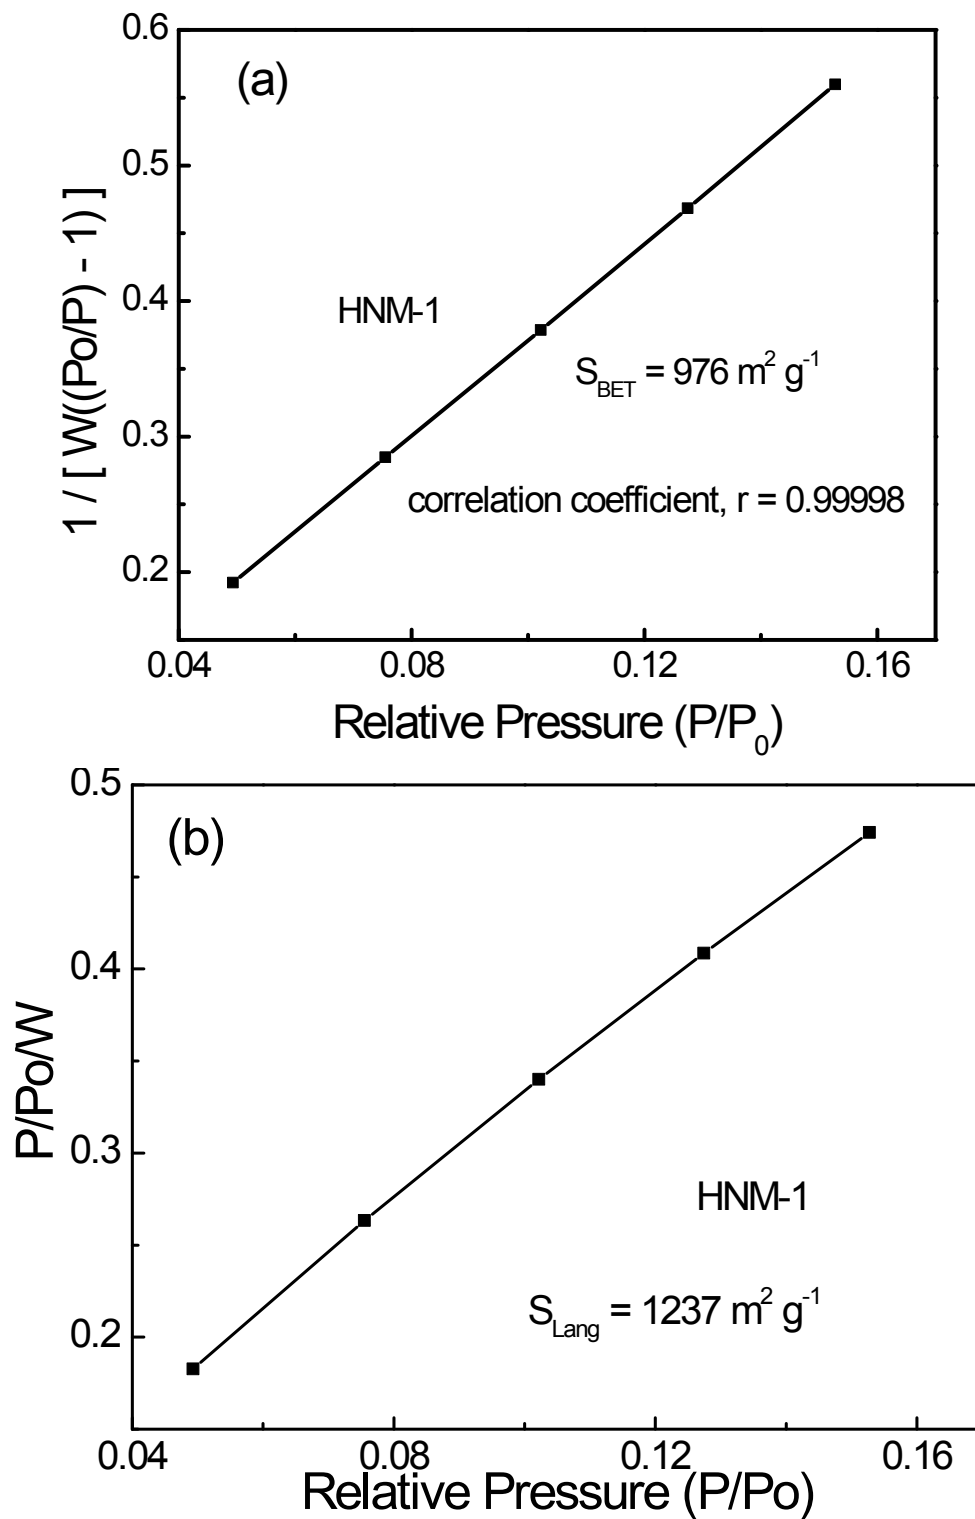 (a)
0.6
0.5
0.4
0.3
0.2
1 / [ W((Po/P) - 1) ]
HNM-1
S_BET = 976 m² g⁻¹
correlation coefficient, r = 0.99998
0.04 0.08 0.12 0.16
Relative Pressure (P/P₀)
(b)
0.5
0.4
0.3
0.2
P/Po/W
HNM-1
S_Lang = 1237 m² g⁻¹
0.04 0.08 0.12 0.16
Relative Pressure (P/Po)